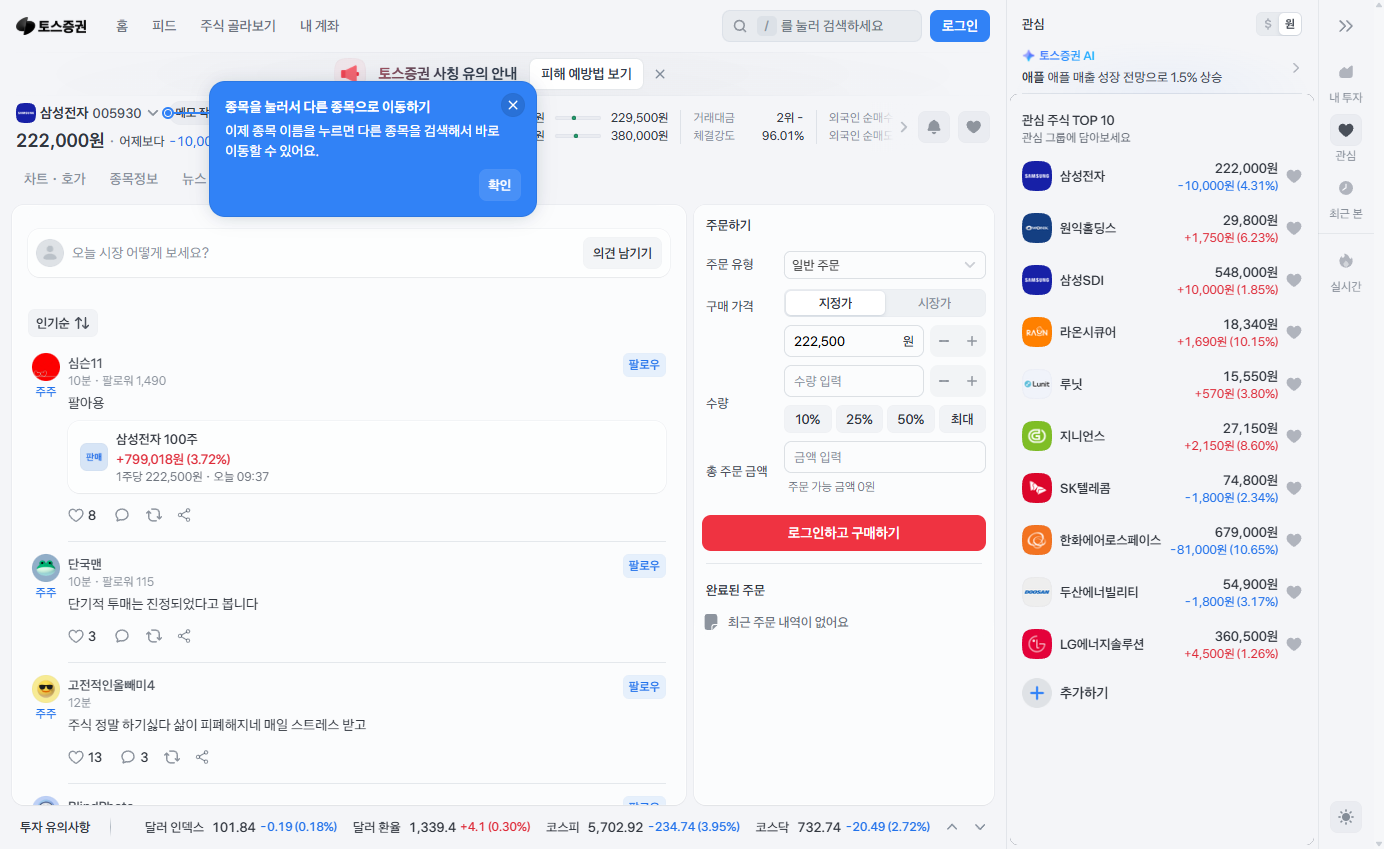 토스증권
홈
피드
주식 골라보기
내 계좌
/ 를 눌러 검색하세요
로그인
토스증권 사칭 유의 안내
피해 예방법 보기
삼성전자 005930
222,000원 · 어제보다 -10,00
종목을 눌러서 다른 종목으로 이동하기
이제 종목 이름을 누르면 다른 종목을 검색해서 바로
이동할 수 있어요.
확인
원
229,500원
원
380,000원
거래대금
2위 -
체결강도
96.01%
외국인 순매수
외국인 순매도
차트 · 호가
종목정보
뉴스
오늘 시장 어떻게 보세요?
의견 남기기
인기순
심슨11
10분 · 팔로워 1,490
주주
팔로우
팔아용
판매
삼성전자 100주
+799,018원 (3.72%)
1주당 222,500원 · 오늘 09:37
8
단국맨
10분 · 팔로워 115
주주
팔로우
단기적 투매는 진정되었다고 봅니다
3
고전적인올빼미4
12분
주주
팔로우
주식 정말 하기싫다 삶이 피폐해지네 매일 스트레스 받고
13
3
BlindPhoto
팔로우
주문하기
주문 유형
일반 주문
구매 가격
지정가
시장가
222,500
원
수량
수량 입력
10%
25%
50%
최대
총 주문 금액
금액 입력
주문 가능 금액 0원
로그인하고 구매하기
완료된 주문
최근 주문 내역이 없어요
관심
$
원
토스증권 AI
애플 애플 매출 성장 전망으로 1.5% 상승
관심 주식 TOP 10
관심 그룹에 담아보세요
SAMSUNG
삼성전자
222,000원
-10,000원 (4.31%)
원익홀딩스
29,800원
+1,750원 (6.23%)
SAMSUNG
삼성SDI
548,000원
+10,000원 (1.85%)
RAON
라온시큐어
18,340원
+1,690원 (10.15%)
Lunit
루닛
15,550원
+570원 (3.80%)
지니언스
27,150원
+2,150원 (8.60%)
SK텔레콤
74,800원
-1,800원 (2.34%)
한화에어로스페이스
679,000원
-81,000원 (10.65%)
DOOSAN
두산에너빌리티
54,900원
-1,800원 (3.17%)
LG에너지솔루션
360,500원
+4,500원 (1.26%)
추가하기
내 투자
관심
최근 본
실시간
투자 유의사항
달러 인덱스 101.84 -0.19 (0.18%)
달러 환율 1,339.4 +4.1 (0.30%)
코스피 5,702.92 -234.74 (3.95%)
코스닥 732.74 -20.49 (2.72%)